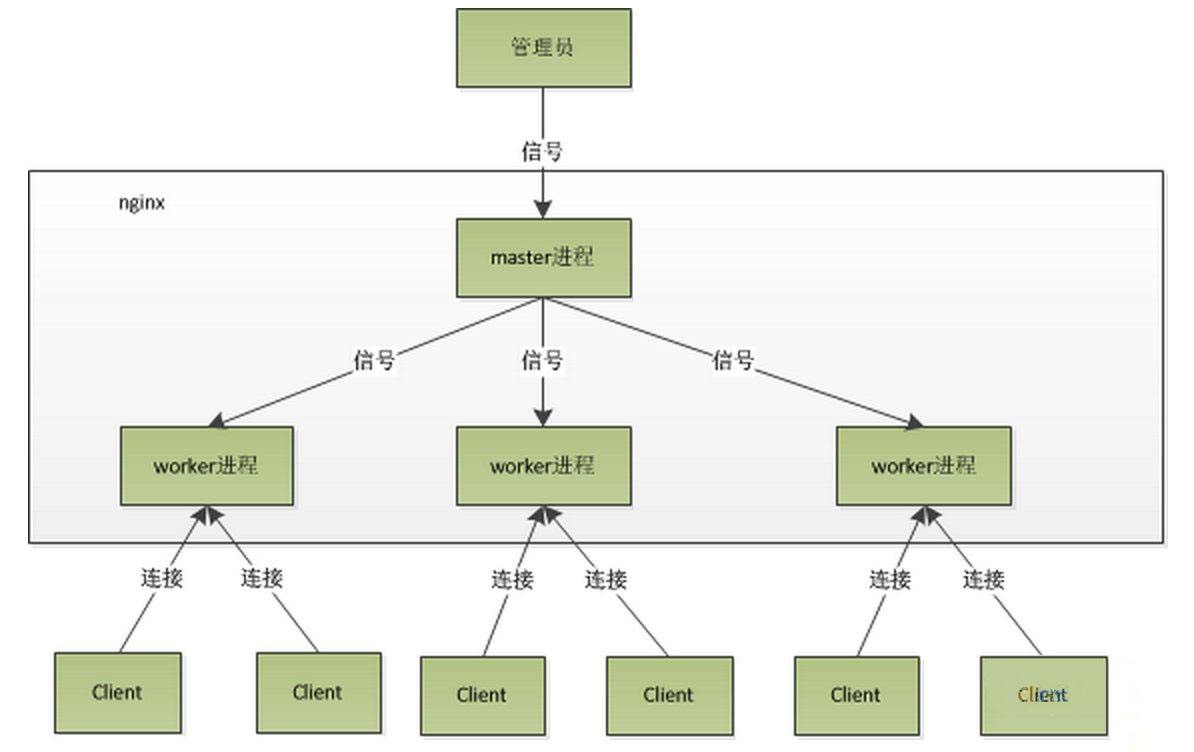 管理员
信号
nginx
master进程
信号 信号 信号
worker进程 worker进程 worker进程
连接 连接 连接 连接 连接 连接
Client Client Client Client Client Client